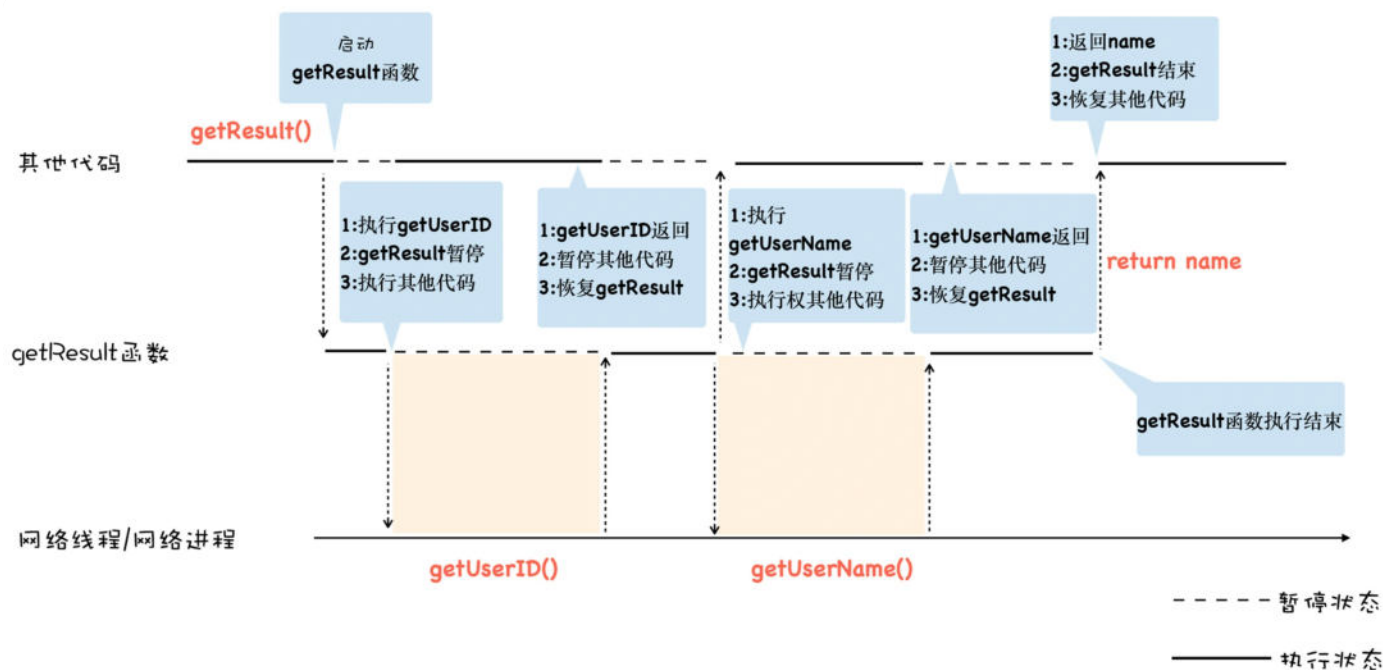 启动
getResult函数
1:返回name
2:getResult结束
3:恢复其他代码
getResult()
其他代码
1:执行getUserID
2:getResult暂停
3:执行其他代码
1:getUserID返回
2:暂停其他代码
3:恢复getResult
1:执行
getUserName
2:getResult暂停
3:执行权其他代码
1:getUserName返回
2:暂停其他代码
3:恢复getResult
return name
getResult函数
getResult函数执行结束
网络线程/网络进程
getUserID()
getUserName()
暂停状态
执行状态